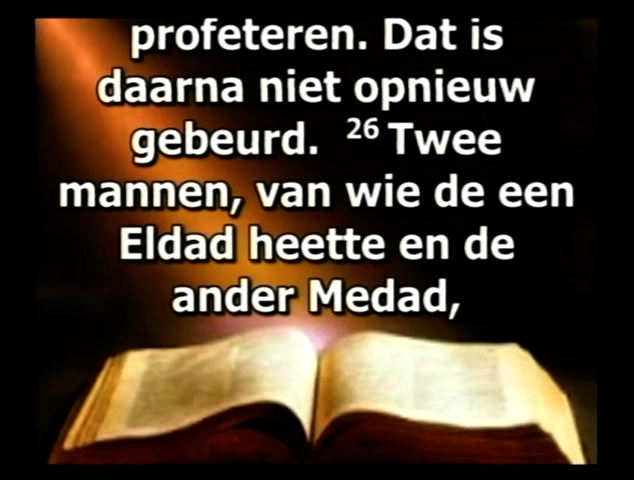 profeteren. Dat is
daarna niet opnieuw
gebeurd. 26 Twee
mannen, van wie de een
Eldad heette en de
ander Medad,